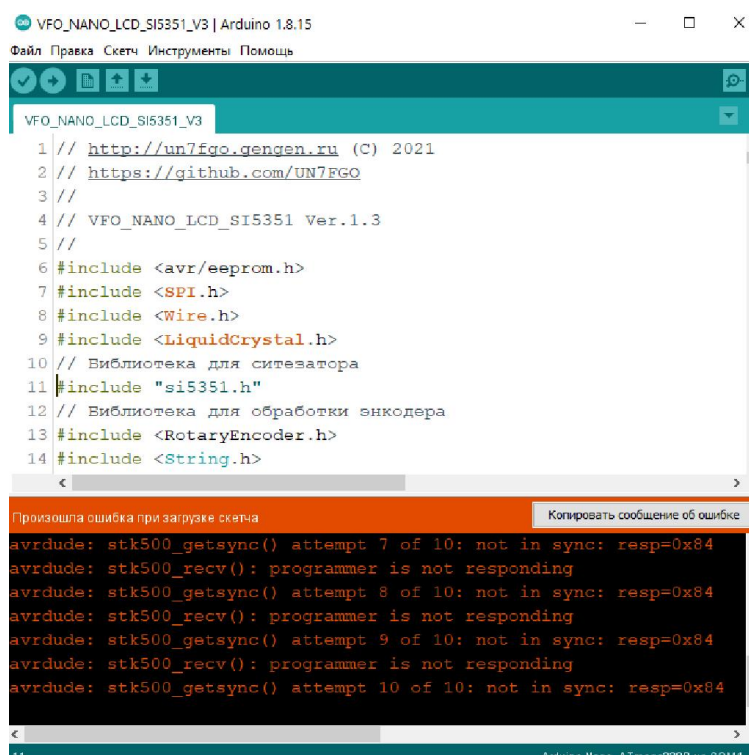 VFO_NANO_LCD_SI5351_V3 | Arduino 1.8.15
Файл Правка Скетч Инструменты Помощь
VFO_NANO_LCD_SI5351_V3
1 // http://un7fgo.gengen.ru (C) 2021
2 // https://github.com/UN7FGO
3 //
4 // VFO_NANO_LCD_SI5351 Ver.1.3
5 //
6 #include <avr/eeprom.h>
7 #include <SPI.h>
8 #include <Wire.h>
9 #include <LiquidCrystal.h>
10 // Библиотека для ситезатора
11 #include "si5351.h"
12 // Библиотека для обработки энкодера
13 #include <RotaryEncoder.h>
14 #include <String.h>
Произошла ошибка при загрузке скетча
Копировать сообщение об ошибке
avrdude: stk500_getsync() attempt 7 of 10: not in sync: resp=0x84
avrdude: stk500_recv(): programmer is not responding
avrdude: stk500_getsync() attempt 8 of 10: not in sync: resp=0x84
avrdude: stk500_recv(): programmer is not responding
avrdude: stk500_getsync() attempt 9 of 10: not in sync: resp=0x84
avrdude: stk500_recv(): programmer is not responding
avrdude: stk500_getsync() attempt 10 of 10: not in sync: resp=0x84